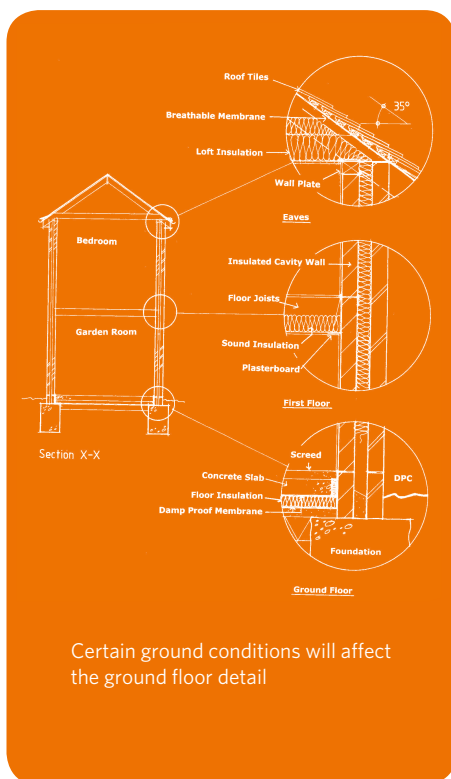 Roof Tiles
35°
Breathable Membrane
Loft Insulation
Wall Plate
Eaves
Bedroom
Insulated Cavity Wall
Floor Joists
Garden Room
Sound Insulation
Plasterboard
First Floor
Section X-X
Screed
Concrete Slab
DPC
Floor Insulation
Damp Proof Membrane
Foundation
Ground Floor
Certain ground conditions will affect
the ground floor detail